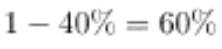 1 − 40% = 60%